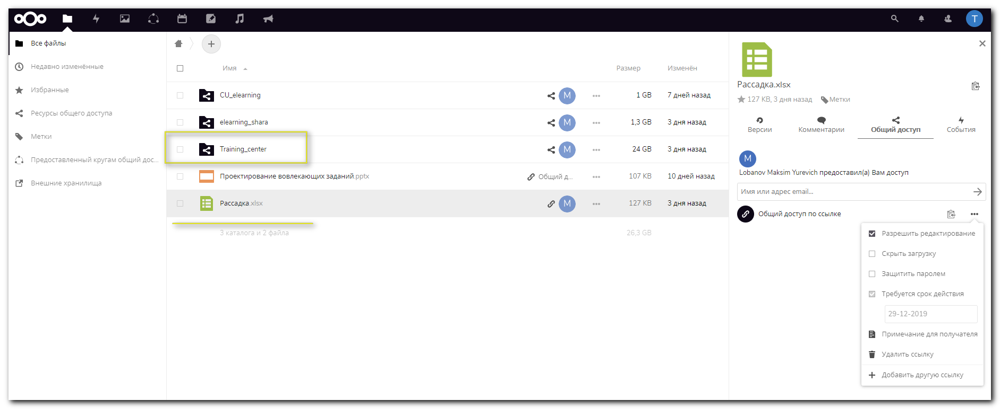 T
Все файлы
Недавно изменённые
Избранные
Ресурсы общего доступа
Метки
Предоставленный кругам общий дос...
Внешние хранилища
Имя Размер Изменён
CU_elearning M 1 GB 7 дней назад
elearning_shara M 1,3 GB 3 дня назад
Training_center M 24 GB 3 дня назад
Проектирование вовлекающих заданий.pptx Общий д... 107 KB 10 дней назад
Рассадка.xlsx M 127 KB 3 дня назад
3 каталога и 2 файла 26,3 GB
Рассадка.xlsx
127 KB, 3 дня назад Метки
Версии Комментарии Общий доступ События
M
Lobanov Maksim Yurevich предоставил(а) Вам доступ
Имя или адрес email...
Общий доступ по ссылке
Разрешить редактирование
Скрыть загрузку
Защитить паролем
Требуется срок действия
29-12-2019
Примечание для получателя
Удалить ссылку
Добавить другую ссылку